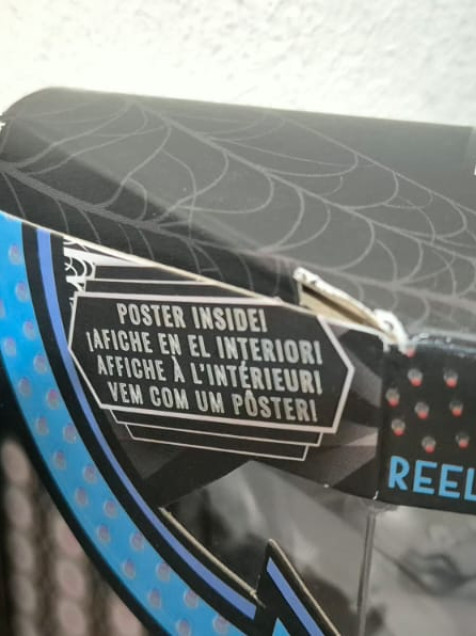 POSTER INSIDE!
¡AFICHE EN EL INTERIOR!
AFFICHE À L'INTÉRIEUR!
VEM COM UM PÔSTER!
REEL